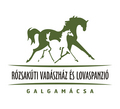 RÓZSAKÚTI VADÁSZHÁZ ÉS LOVASPANZIÓ
GALGAMÁCSA